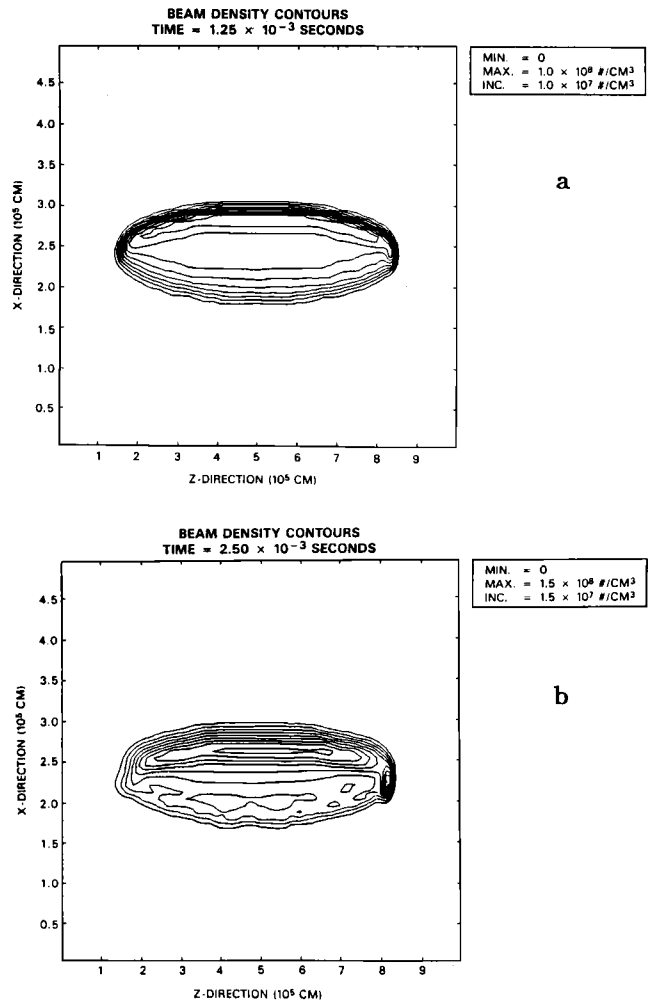 BEAM DENSITY CONTOURS
TIME = 1.25 × 10⁻³ SECONDS
MIN. = 0
MAX. = 1.0 × 10⁸ #/CM³
INC. = 1.0 × 10⁷ #/CM³
a
X-DIRECTION (10⁵ CM)
4.5
4.0
3.5
3.0
2.5
2.0
1.5
1.0
0.5
1 2 3 4 5 6 7 8 9
Z-DIRECTION (10⁵ CM)
BEAM DENSITY CONTOURS
TIME = 2.50 × 10⁻³ SECONDS
MIN. = 0
MAX. = 1.5 × 10⁸ #/CM³
INC. = 1.5 × 10⁷ #/CM³
b
X-DIRECTION (10⁵ CM)
4.5
4.0
3.5
3.0
2.5
2.0
1.5
1.0
0.5
1 2 3 4 5 6 7 8 9
Z-DIRECTION (10⁵ CM)